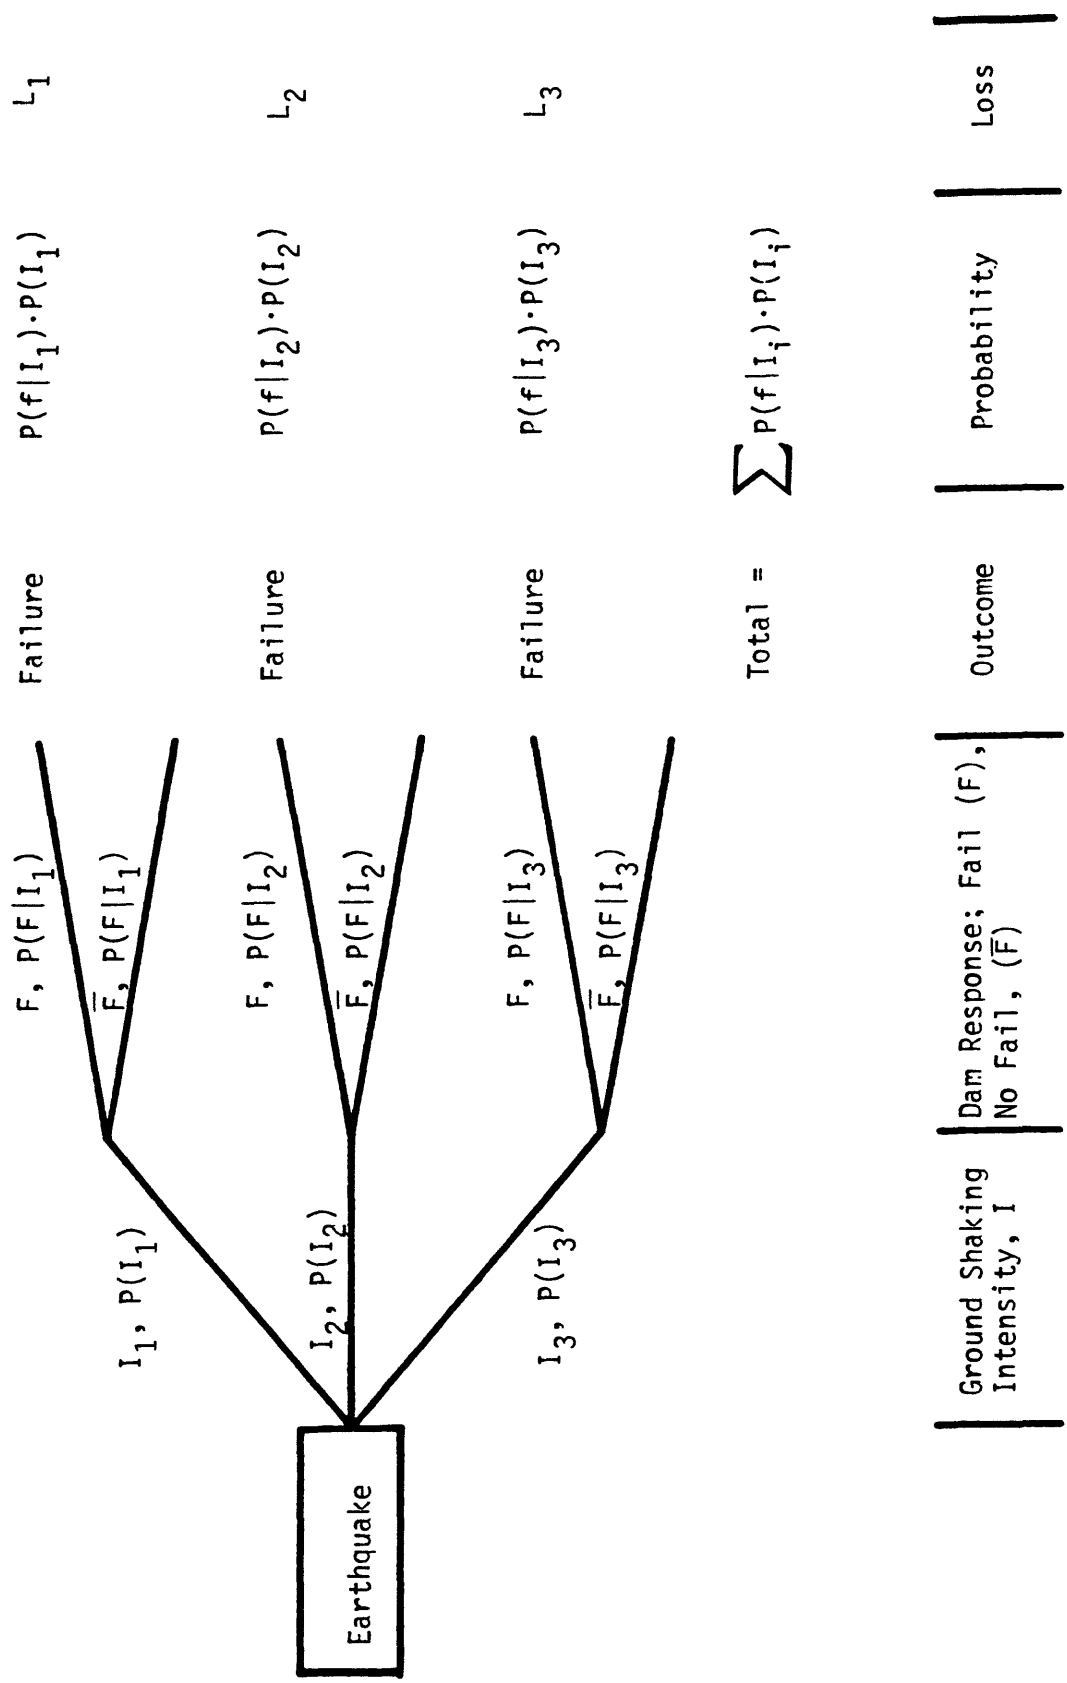 F, P(F|I₁)
Failure
P(f|I₁)·P(I₁)
L₁
I₁, P(I₁)
F̅, P(F|I₁)
F, P(F|I₂)
Failure
P(f|I₂)·P(I₂)
L₂
Earthquake
I₂, P(I₂)
F̅, P(F|I₂)
F, P(F|I₃)
Failure
P(f|I₃)·P(I₃)
L₃
I₃, P(I₃)
F̅, P(F|I₃)
Total = ∑ P(f|Iᵢ)·P(Iᵢ)
Ground Shaking
Intensity, I
Dam Response; Fail (F),
No Fail, (F̅)
Outcome
Probability
Loss